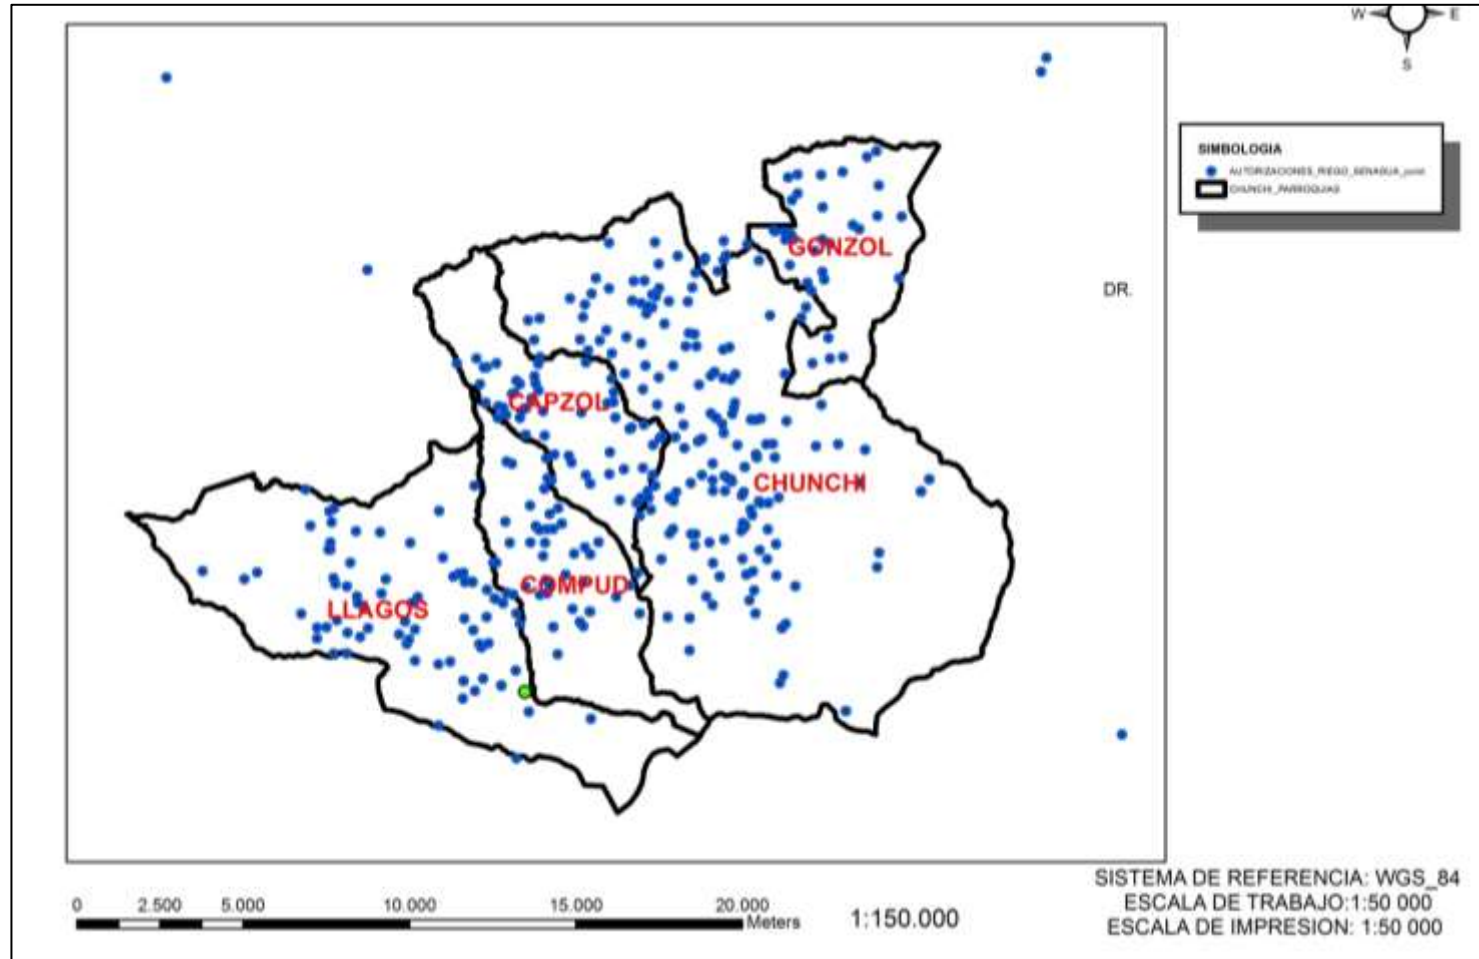 W E
S
SIMBOLOGIA
AUTORIZACIONES_RIEGO_SENAGUA_point
CHUNCHI_PARROQUIAS
GONZOL
DR.
CAPZOL
CHUNCHI
COMPUD
LLAGOS
0 2.500 5.000 10.000 15.000 20.000
Meters
1:150.000
SISTEMA DE REFERENCIA: WGS_84
ESCALA DE TRABAJO:1:50 000
ESCALA DE IMPRESION: 1:50 000